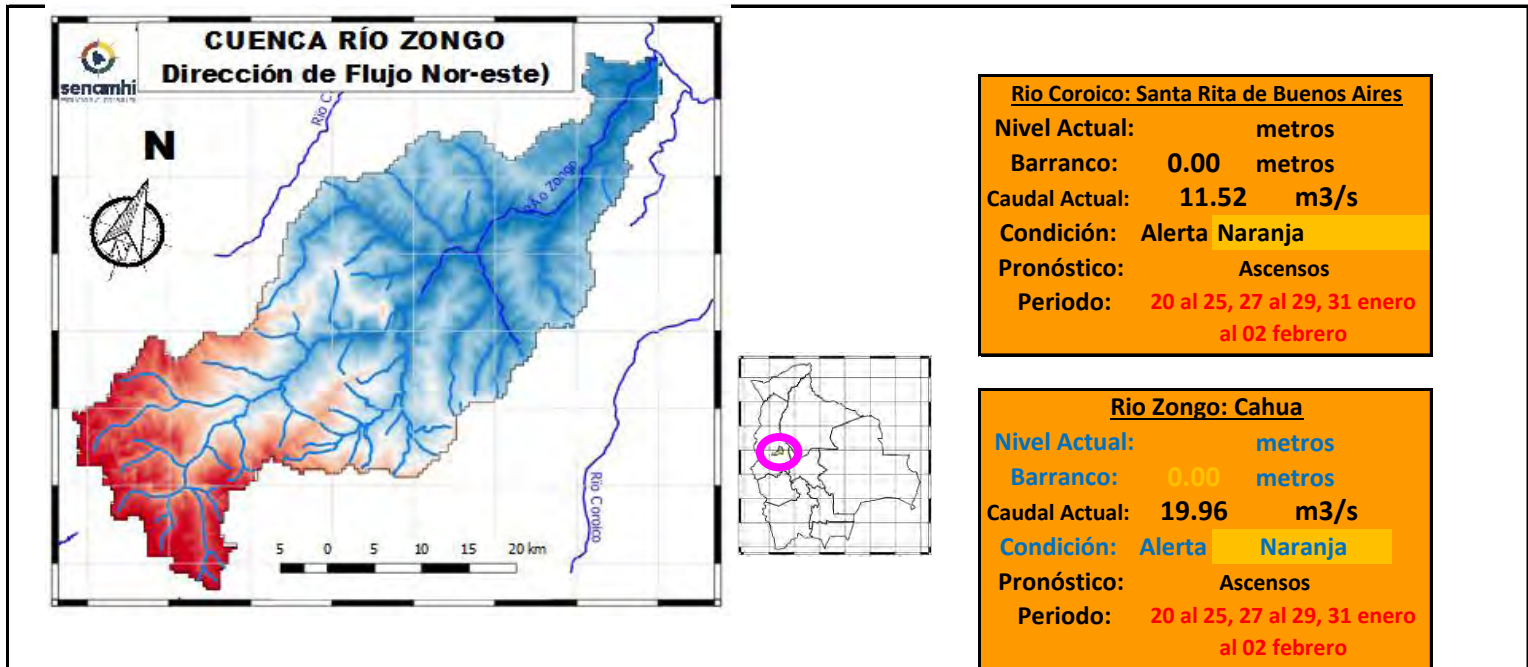 CUENCA RÍO ZONGO
Dirección de Flujo Nor-este)
senamhi
Río C
N
RÃ­o Zongo
Río Coroico
5 0 5 10 15 20 km
Rio Coroico: Santa Rita de Buenos Aires
Nivel Actual: metros
Barranco: 0.00 metros
Caudal Actual: 11.52 m3/s
Condición: Alerta Naranja
Pronóstico: Ascensos
Periodo: 20 al 25, 27 al 29, 31 enero
al 02 febrero
Rio Zongo: Cahua
Nivel Actual: metros
Barranco: 0.00 metros
Caudal Actual: 19.96 m3/s
Condición: Alerta Naranja
Pronóstico: Ascensos
Periodo: 20 al 25, 27 al 29, 31 enero
al 02 febrero